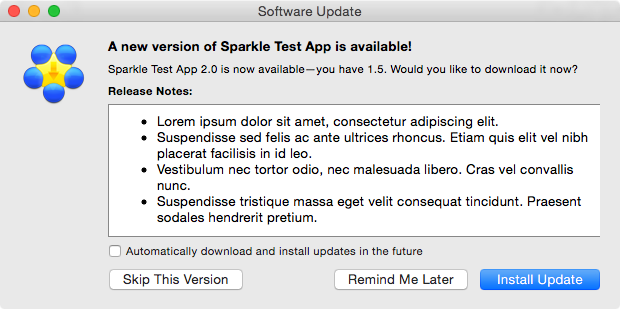 Software Update
A new version of Sparkle Test App is available!
Sparkle Test App 2.0 is now available—you have 1.5. Would you like to download it now?
Release Notes:
• Lorem ipsum dolor sit amet, consectetur adipiscing elit.
• Suspendisse sed felis ac ante ultrices rhoncus. Etiam quis elit vel nibh
placerat facilisis in id leo.
• Vestibulum nec tortor odio, nec malesuada libero. Cras vel convallis
nunc.
• Suspendisse tristique massa eget velit consequat tincidunt. Praesent
sodales hendrerit pretium.
Automatically download and install updates in the future
Skip This Version
Remind Me Later
Install Update